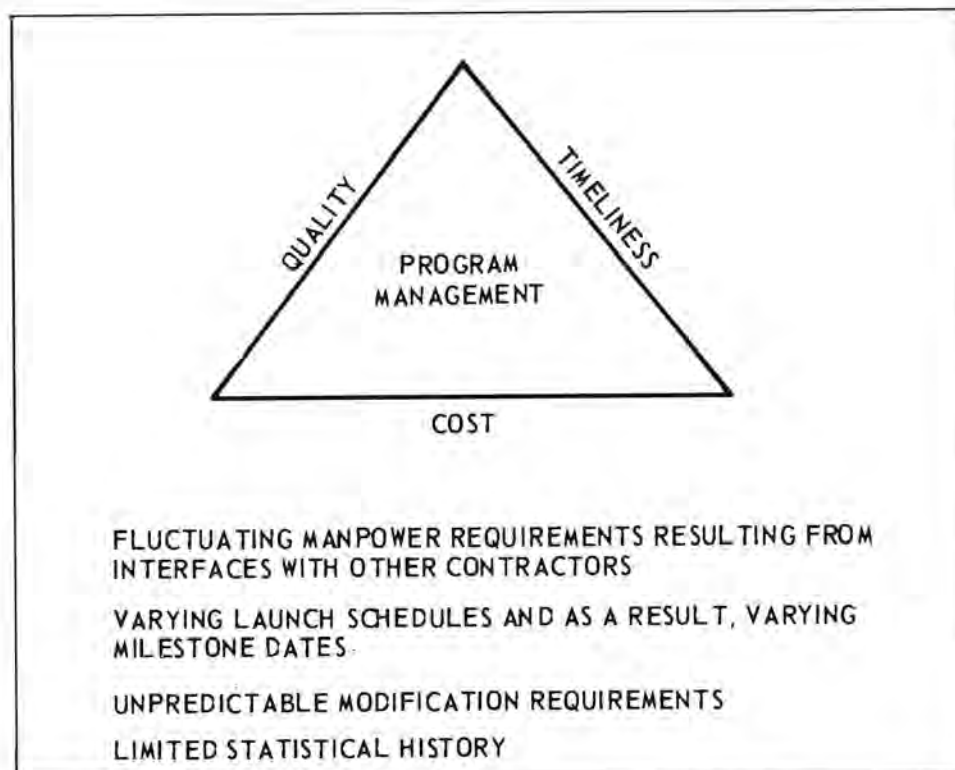 QUALITY
TIMELINESS
PROGRAM
MANAGEMENT
COST
FLUCTUATING MANPOWER REQUIREMENTS RESULTING FROM
INTERFACES WITH OTHER CONTRACTORS
VARYING LAUNCH SCHEDULES AND AS A RESULT, VARYING
MILESTONE DATES
UNPREDICTABLE MODIFICATION REQUIREMENTS
LIMITED STATISTICAL HISTORY